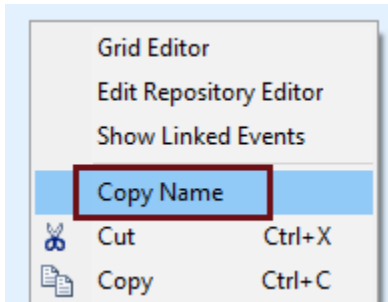 Grid Editor
Edit Repository Editor
Show Linked Events
Copy Name
Cut Ctrl+X
Copy Ctrl+C